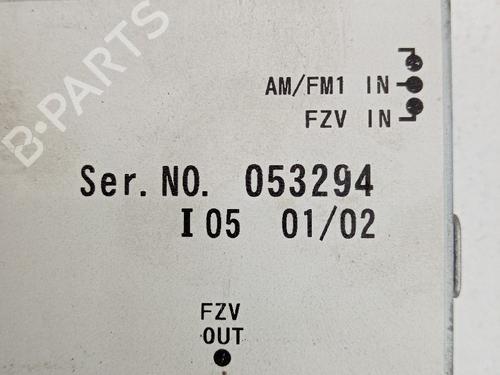 B-PARTS
AM/FM1 IN
FZV IN
Ser.NO. 053294
I 05 01/02
FZV
OUT